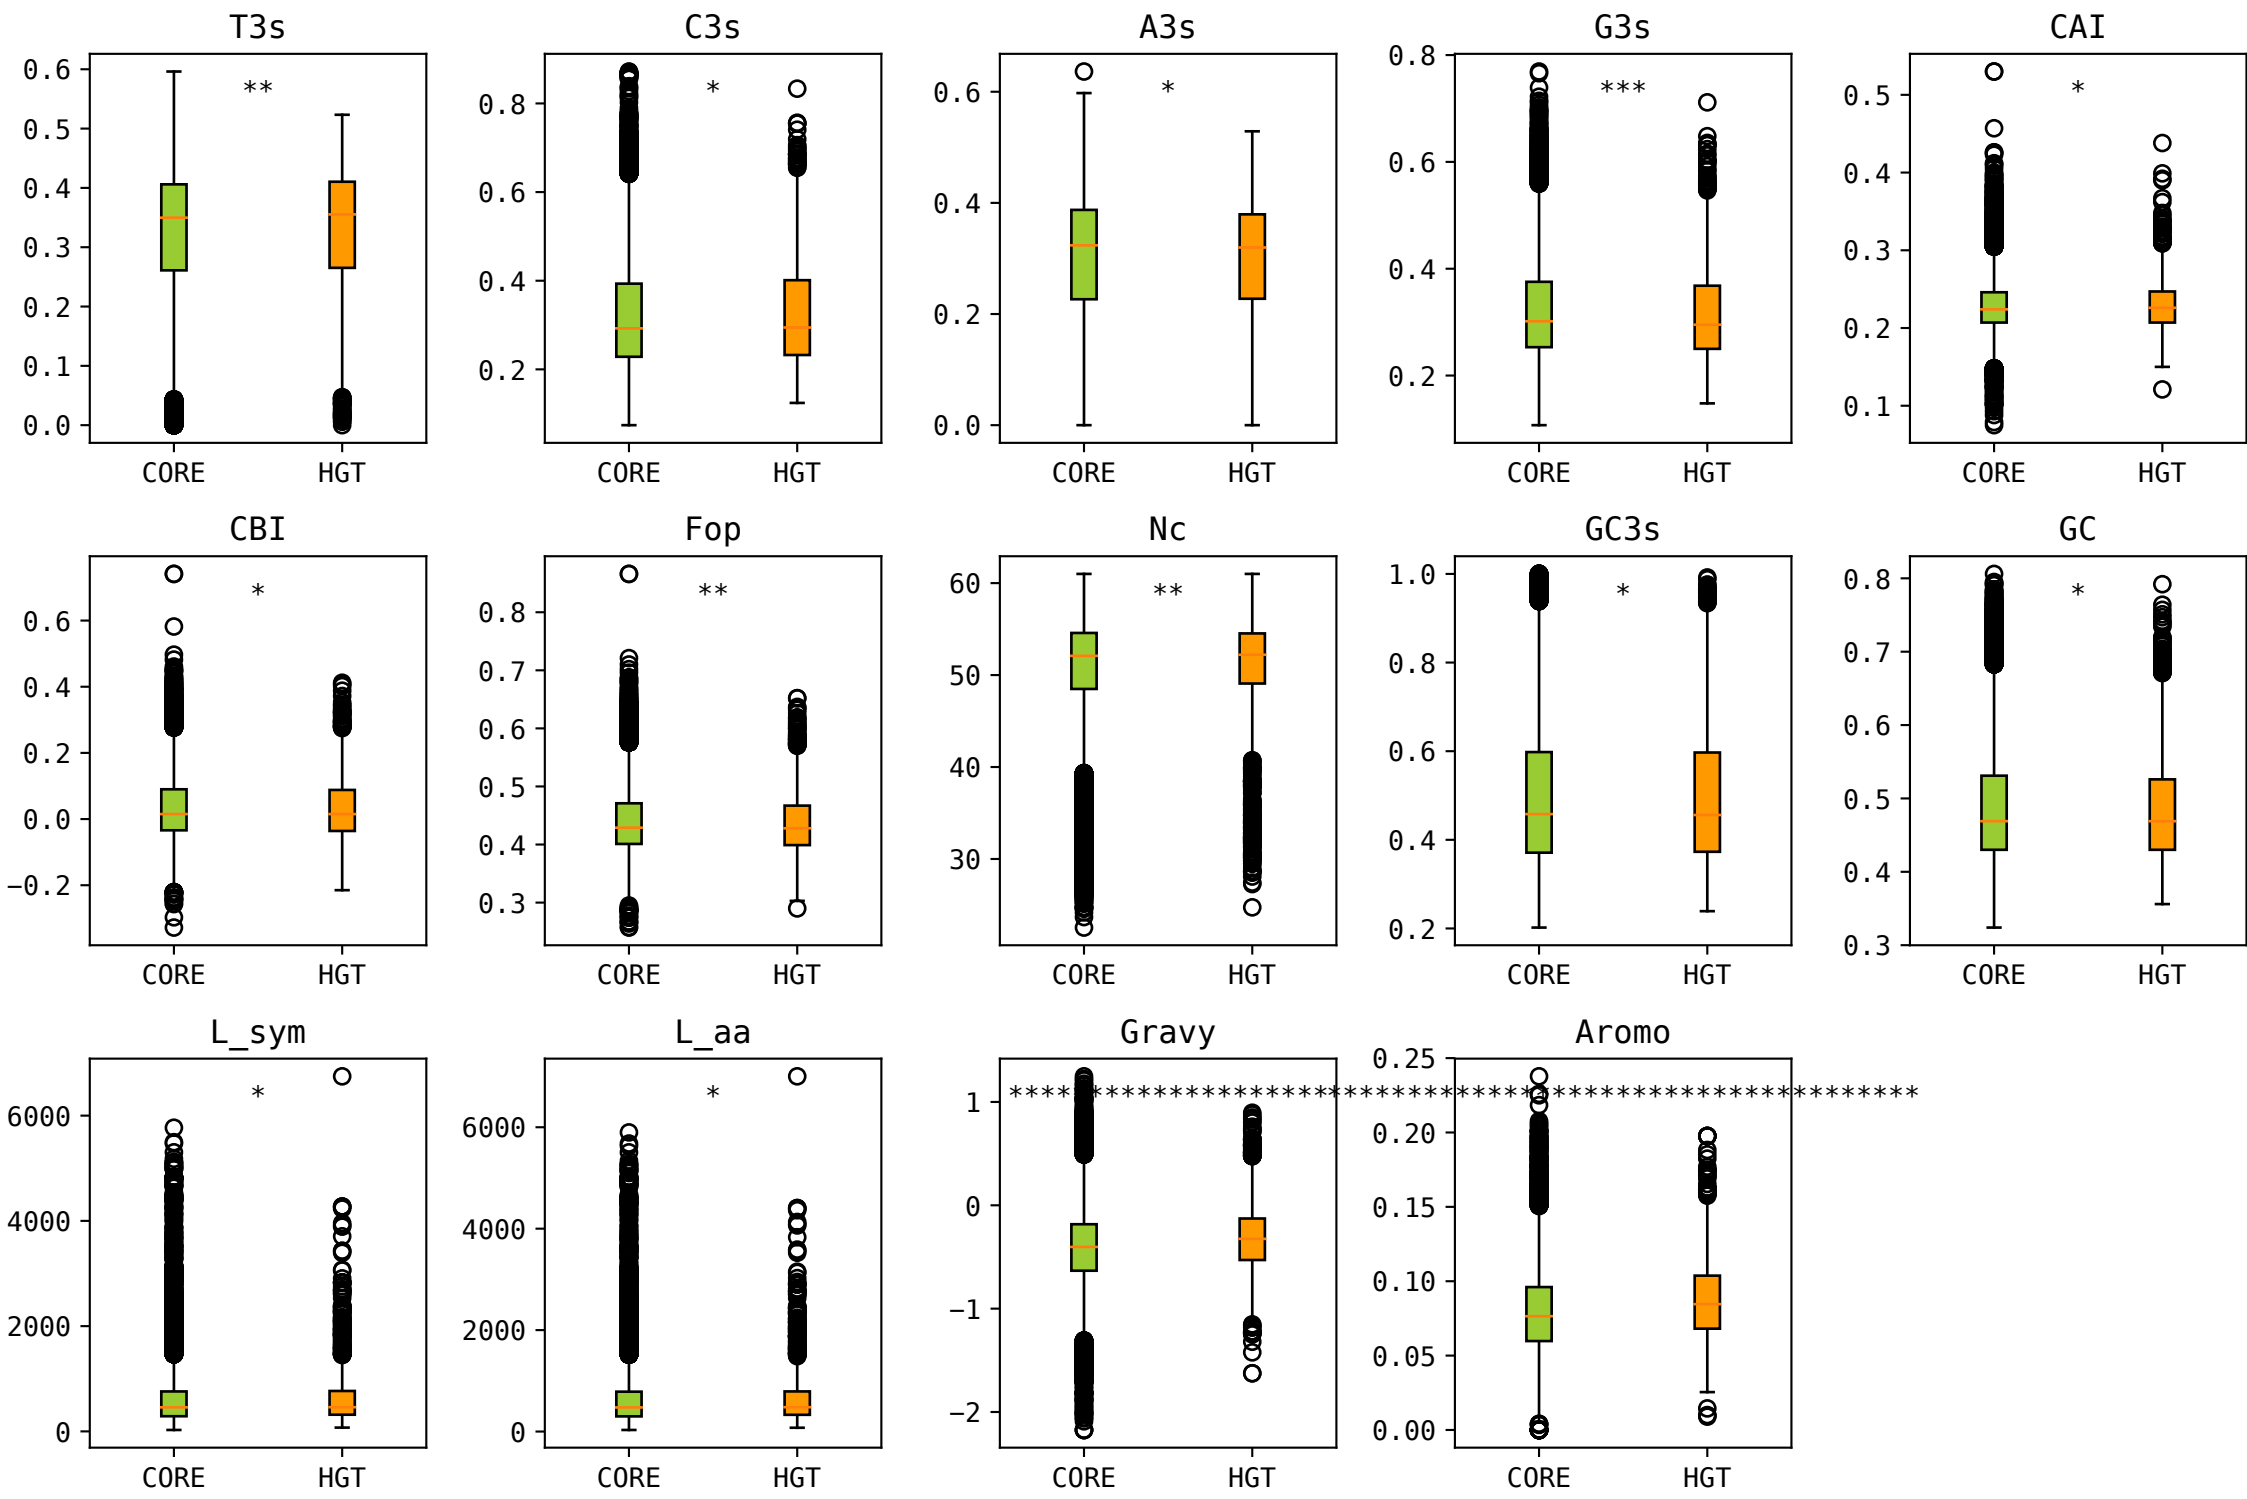 T3s
C3s
A3s
G3s
CAI
0.6
0.5
0.4
0.3
0.2
0.1
0.0
**
CORE HGT
0.8
0.6
0.4
0.2
*
CORE HGT
0.6
0.4
0.2
0.0
*
CORE HGT
0.8
0.6
0.4
0.2
***
CORE HGT
0.5
0.4
0.3
0.2
0.1
*
CORE HGT
CBI
Fop
Nc
GC3s
GC
0.6
0.4
0.2
0.0
−0.2
*
CORE HGT
0.8
0.7
0.6
0.5
0.4
0.3
**
CORE HGT
60
50
40
30
**
CORE HGT
1.0
0.8
0.6
0.4
0.2
*
CORE HGT
0.8
0.7
0.6
0.5
0.4
0.3
*
CORE HGT
L_sym
L_aa
Gravy
Aromo
6000
4000
2000
0
*
CORE HGT
6000
4000
2000
0
*
CORE HGT
1
0
−1
−2
CORE HGT
0.25
0.20
0.15
0.10
0.05
0.00
**********************************************************
CORE HGT